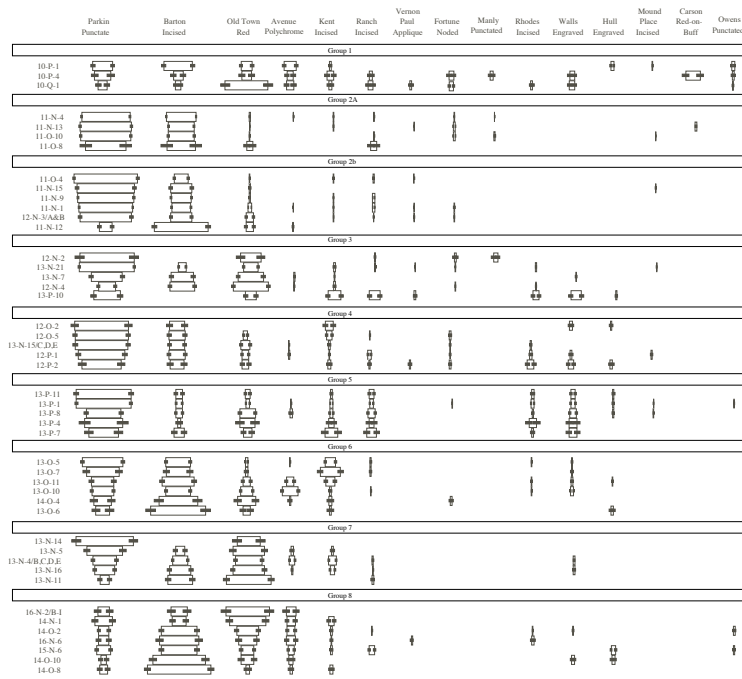 Parkin Punctate
Barton Incised
Old Town Red
Avenue Polychrome
Kent Incised
Ranch Incised
Vernon Paul Applique
Fortune Noded
Manly Punctated
Rhodes Incised
Walls Engraved
Hull Engraved
Mound Place Incised
Carson Red-on-Buff
Owens Punctated
Group 1
10-P-1
10-P-4
10-Q-1
Group 2A
11-N-4
11-N-13
11-O-10
11-O-8
Group 2b
11-O-4
11-N-15
11-N-9
11-N-1
12-N-3/A&B
11-N-12
Group 3
12-N-2
13-N-21
13-N-7
12-N-4
13-P-10
Group 4
12-O-2
12-O-5
13-N-15/C,D,E
12-P-1
12-P-2
Group 5
13-P-11
13-P-1
13-P-8
13-P-4
13-P-7
Group 6
13-O-5
13-O-7
13-O-11
13-O-10
14-O-4
13-O-6
Group 7
13-N-14
13-N-5
13-N-4/B,C,D,E
13-N-16
13-N-11
Group 8
16-N-2/B-I
14-N-1
14-O-2
16-N-6
15-N-6
14-O-10
14-O-8